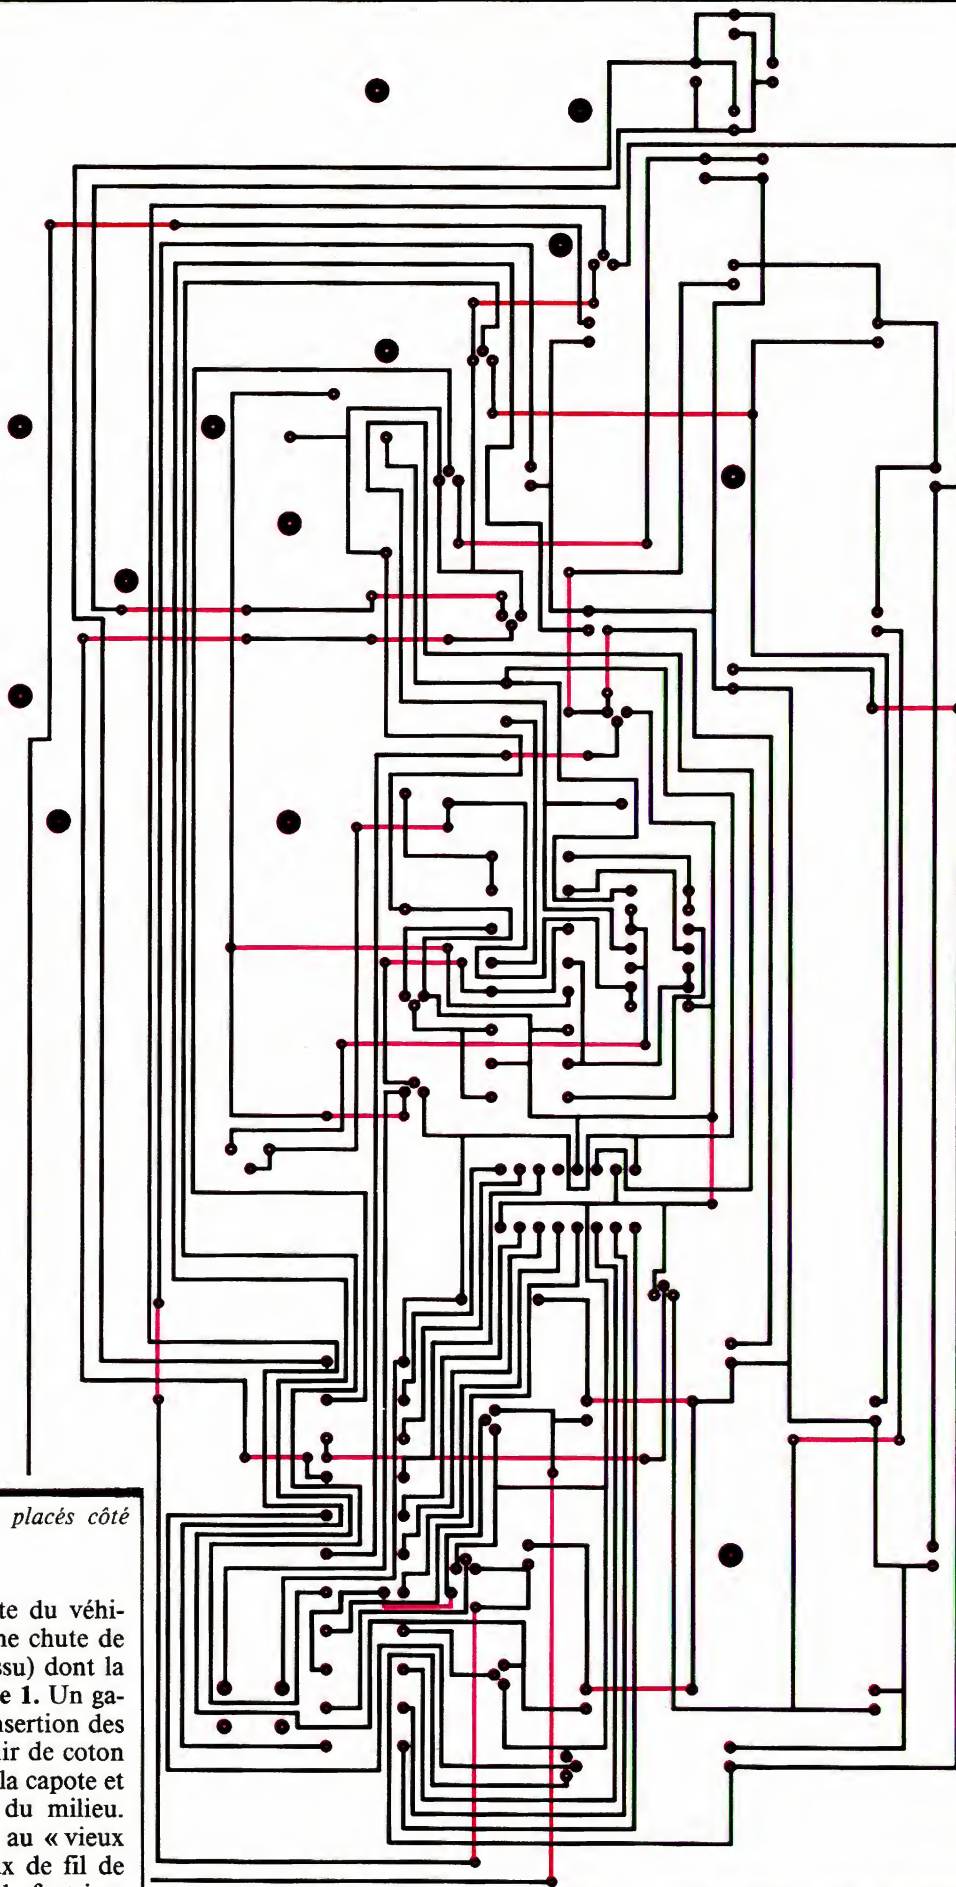 placés côté
te du véhi-
ne chute de
ssu) dont la
e 1. Un ga-
nsertion des
ir de coton
la capote et
du milieu.
au « vieux
x de fil de